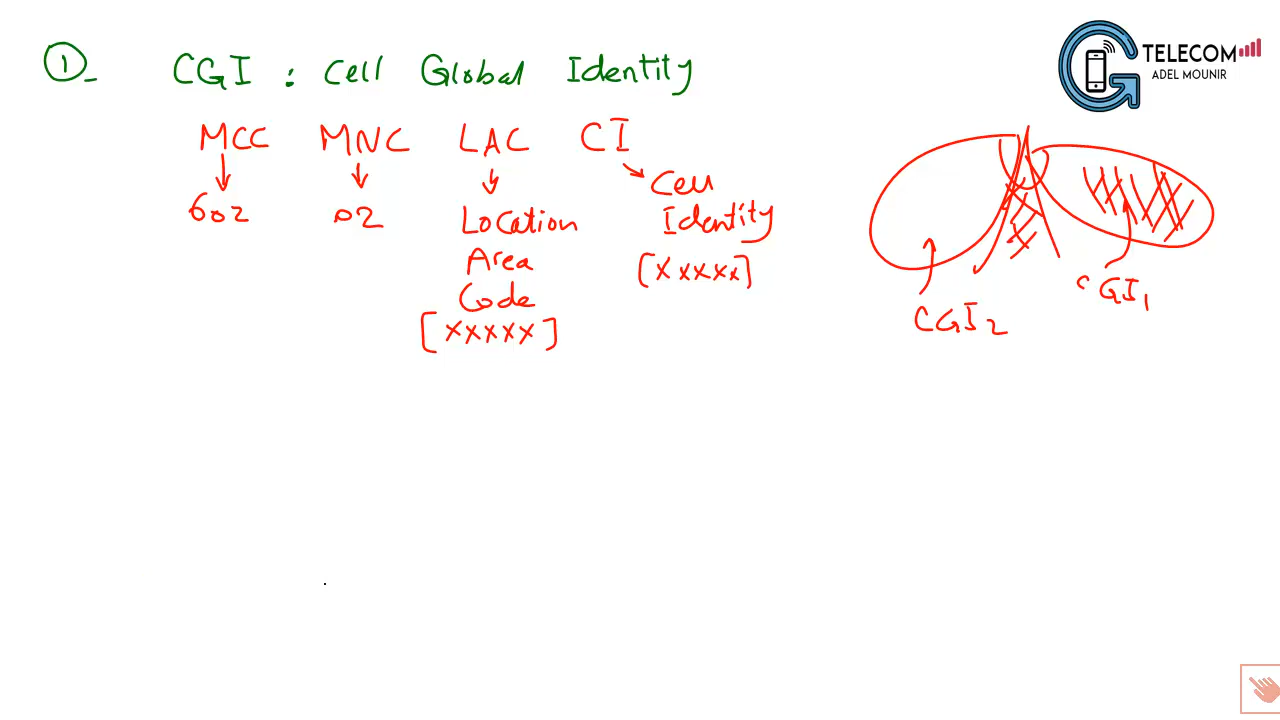 1- CGI : Cell Global Identity
TELECOM
ADEL MOUNIR
MCC MNC LAC CI
602 02 Location Cell
Area Identity
Code [XXXXX]
[XXXXX]
CGI1
CGI2